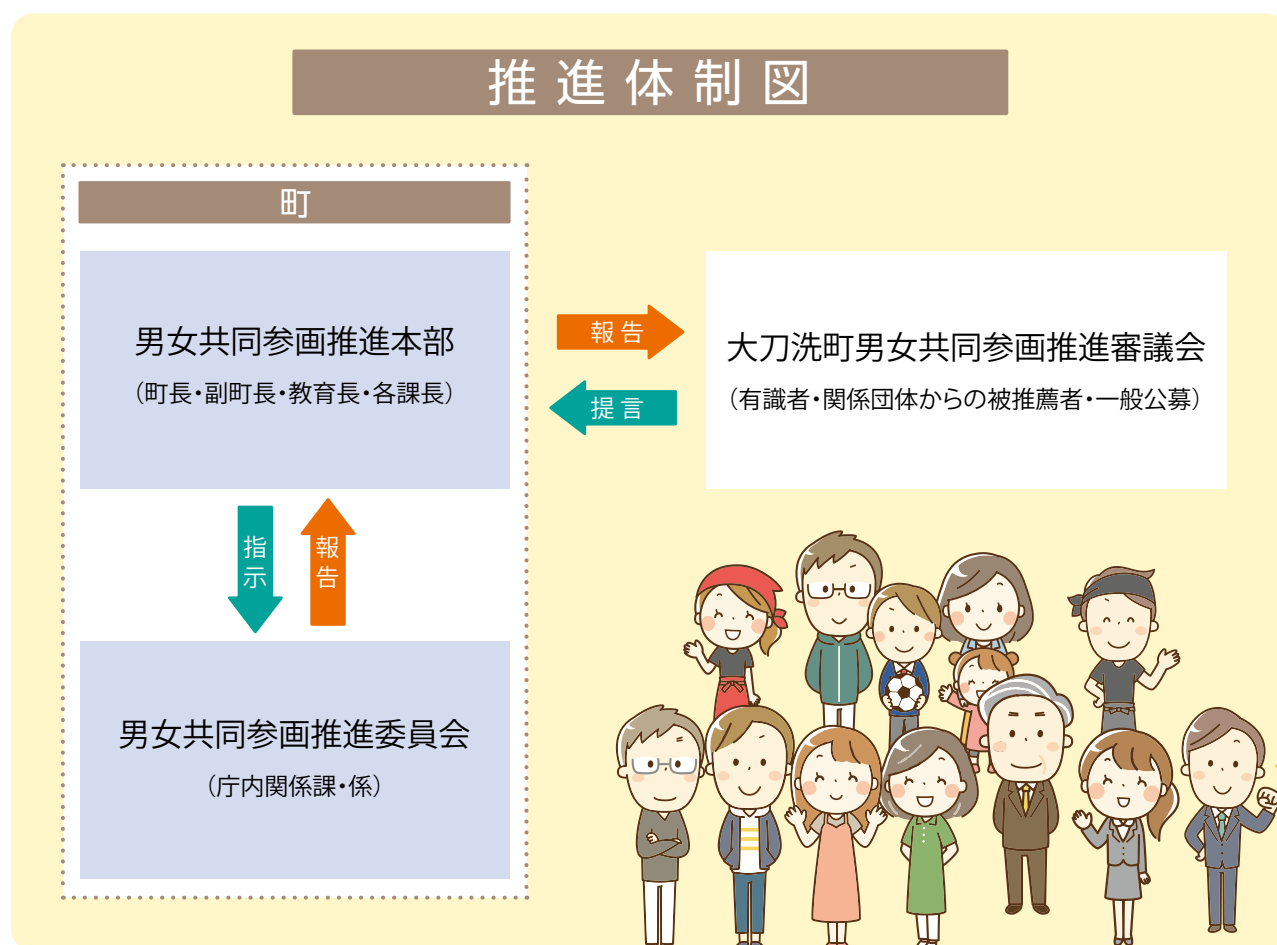 推進体制図
町
男女共同参画推進本部
（町長・副町長・教育長・各課長）
報告
提言
大刀洗町男女共同参画推進審議会
（有識者・関係団体からの被推薦者・一般公募）
指示
報告
男女共同参画推進委員会
（庁内関係課・係）